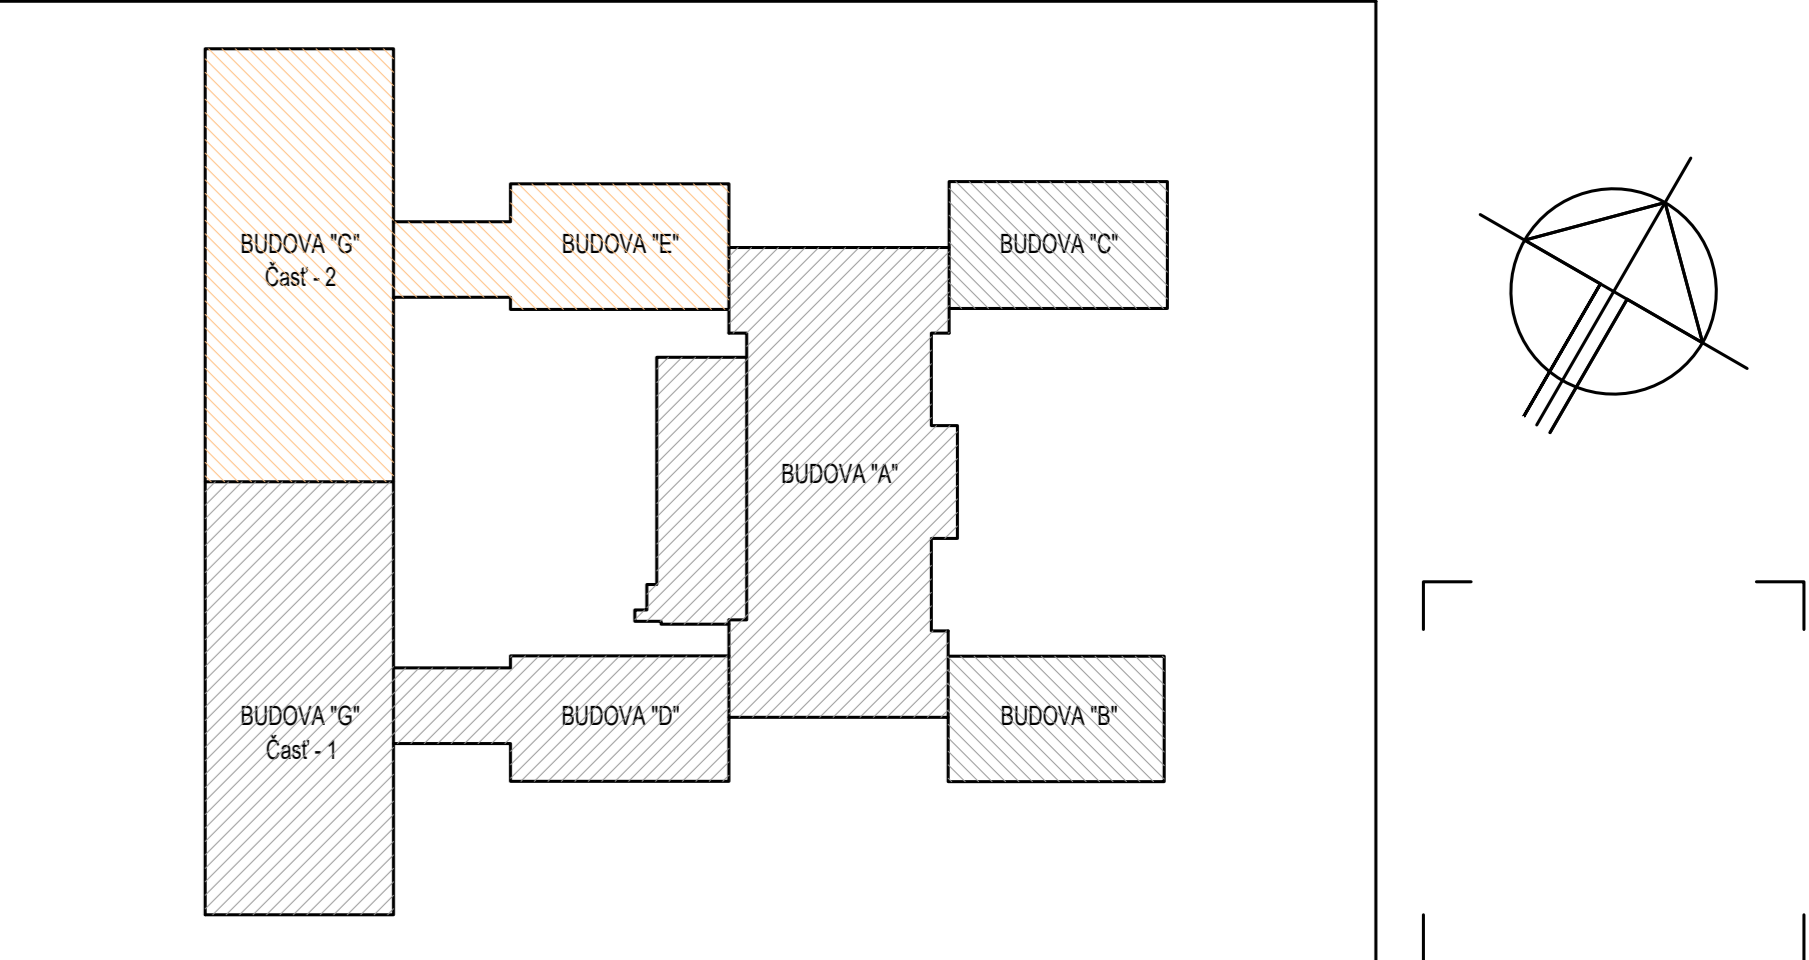 BUDOVA "G"
Časť - 2
BUDOVA "E"
BUDOVA "C"
BUDOVA "A"
BUDOVA "G"
Časť - 1
BUDOVA "D"
BUDOVA "B"